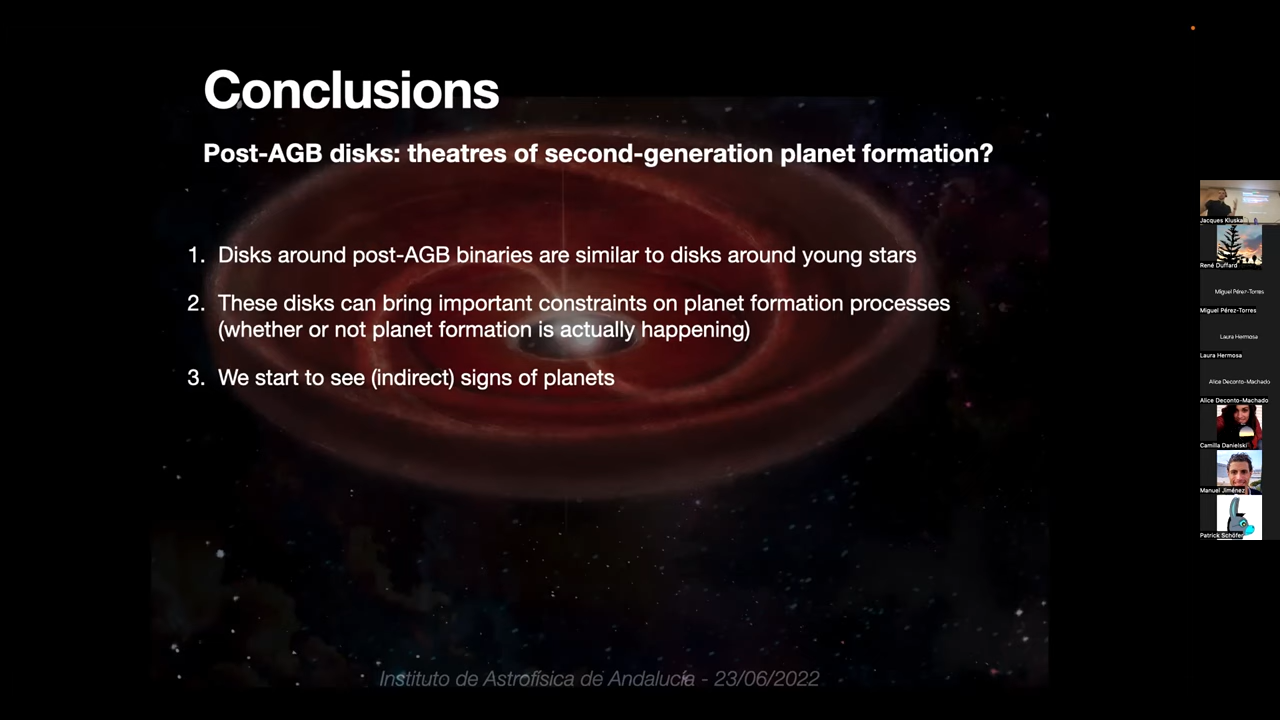 Conclusions
Post-AGB disks: theatres of second-generation planet formation?
1. Disks around post-AGB binaries are similar to disks around young stars
2. These disks can bring important constraints on planet formation processes
(whether or not planet formation is actually happening)
3. We start to see (indirect) signs of planets
Instituto de Astrofísica de Andalucía - 23/06/2022
Jacques Kluska
René Duffard
Miguel Pérez-Torres
Miguel Pérez-Torres
Laura Hermosa
Laura Hermosa
Alice Deconto-Machado
Alice Deconto-Machado
Camilla Danielski
Manuel Jiménez
Patrick Schöfer